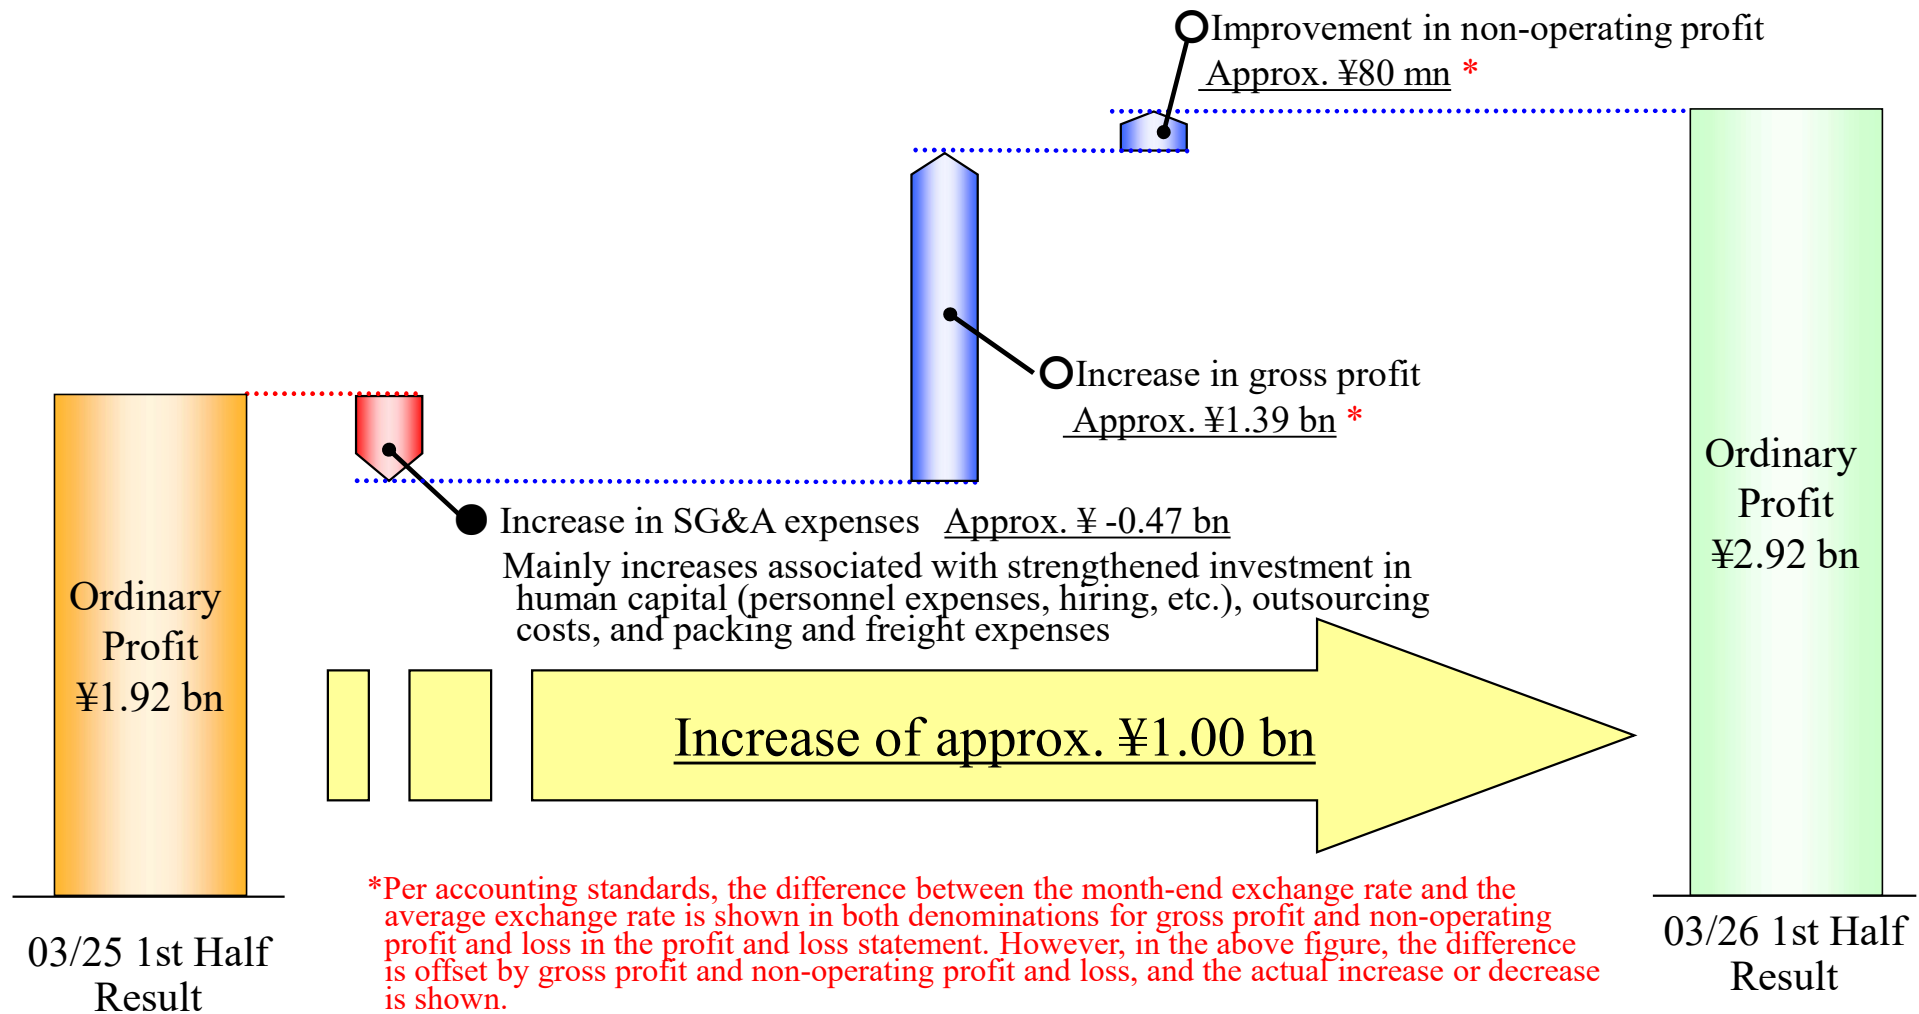 Improvement in non-operating profit
Approx. ¥80 mn *
Increase in gross profit
Approx. ¥1.39 bn *
Increase in SG&A expenses Approx. ¥ -0.47 bn
Mainly increases associated with strengthened investment in
human capital (personnel expenses, hiring, etc.), outsourcing
costs, and packing and freight expenses
Ordinary
Profit
¥1.92 bn
Ordinary
Profit
¥2.92 bn
Increase of approx. ¥1.00 bn
*Per accounting standards, the difference between the month-end exchange rate and the
average exchange rate is shown in both denominations for gross profit and non-operating
profit and loss in the profit and loss statement. However, in the above figure, the difference
is offset by gross profit and non-operating profit and loss, and the actual increase or decrease
is shown.
03/25 1st Half
Result
03/26 1st Half
Result